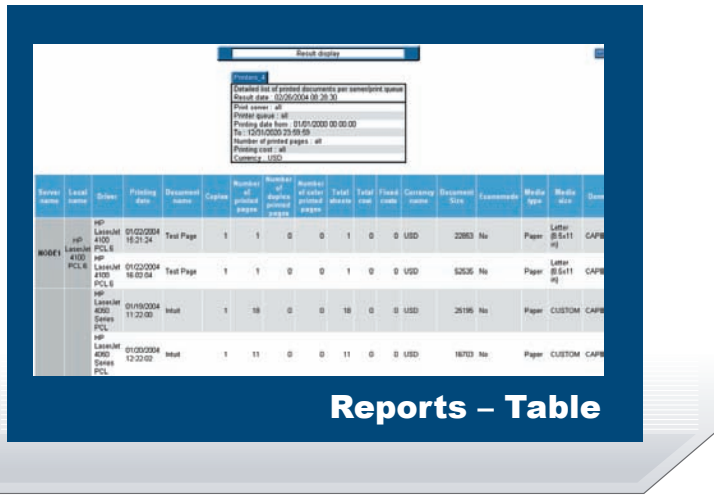 Result display
Printers_4
Detailed list of printed documents per server/print queue
Result date : 02/26/2004 08:28:30
Print server : all
Printer queue : all
Printing date from : 01/01/2000 00:00:00
To : 12/31/2020 23:59:59
Number of printed pages : all
Printing cost : all
Currency : USD
Server name Local name Driver Printing date Document name Copies Number of printed pages Number of duplex printed pages Number of color printed pages Total sheets Total cost Fixed costs Currency name Document Size Economode Media type Media size
NODE1 HP LaserJet 4100 PCL 6 HP LaserJet 4100 PCL 6 01/22/2004 15:21:24 Test Page 1 1 0 0 1 0 0 USD 22853 No Paper Letter (8.5x11 in)
HP LaserJet 4100 PCL 6 01/22/2004 16:02:04 Test Page 1 1 0 0 1 0 0 USD 52535 No Paper Letter (8.5x11 in)
HP LaserJet 4050 Series PCL 01/19/2004 11:22:00 Intuit 1 18 0 0 18 0 0 USD 25195 No Paper CUSTOM
HP LaserJet 4050 Series PCL 01/20/2004 12:22:02 Intuit 1 11 0 0 11 0 0 USD 16703 No Paper CUSTOM
Reports – Table